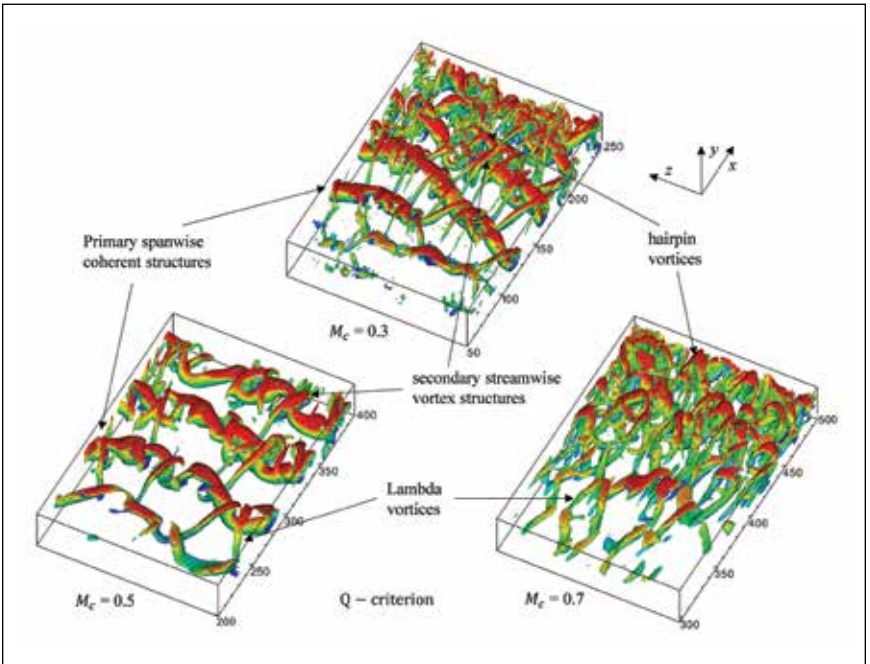 250
200
150
100
50
y
x
z
Primary spanwise
coherent structures
hairpin
vortices
M_c = 0.3
secondary streamwise
vortex structures
400
350
300
250
200
500
450
400
350
300
Lambda
vortices
M_c = 0.5
Q – criterion
M_c = 0.7